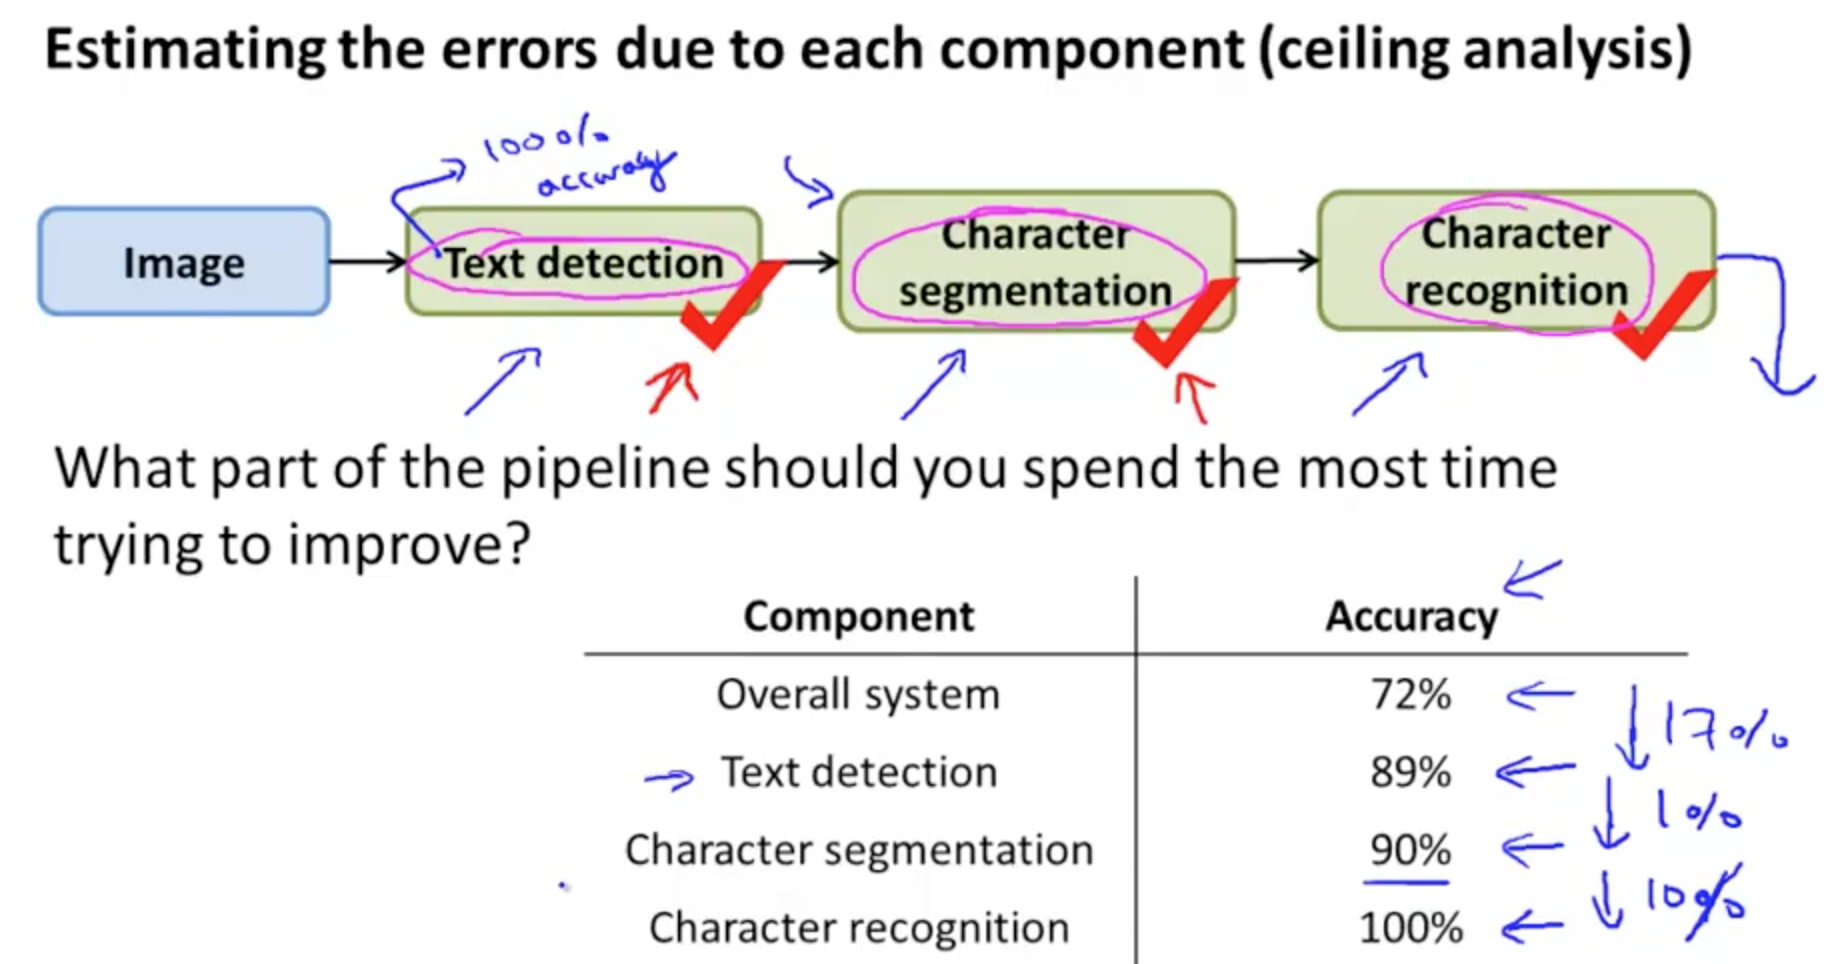 Estimating the errors due to each component (ceiling analysis)
100%
accuracy
Image
Text detection
Character
segmentation
Character
recognition
What part of the pipeline should you spend the most time
trying to improve?
Component Accuracy
Overall system 72%
17%
Text detection 89%
1%
Character segmentation 90%
10%
Character recognition 100%